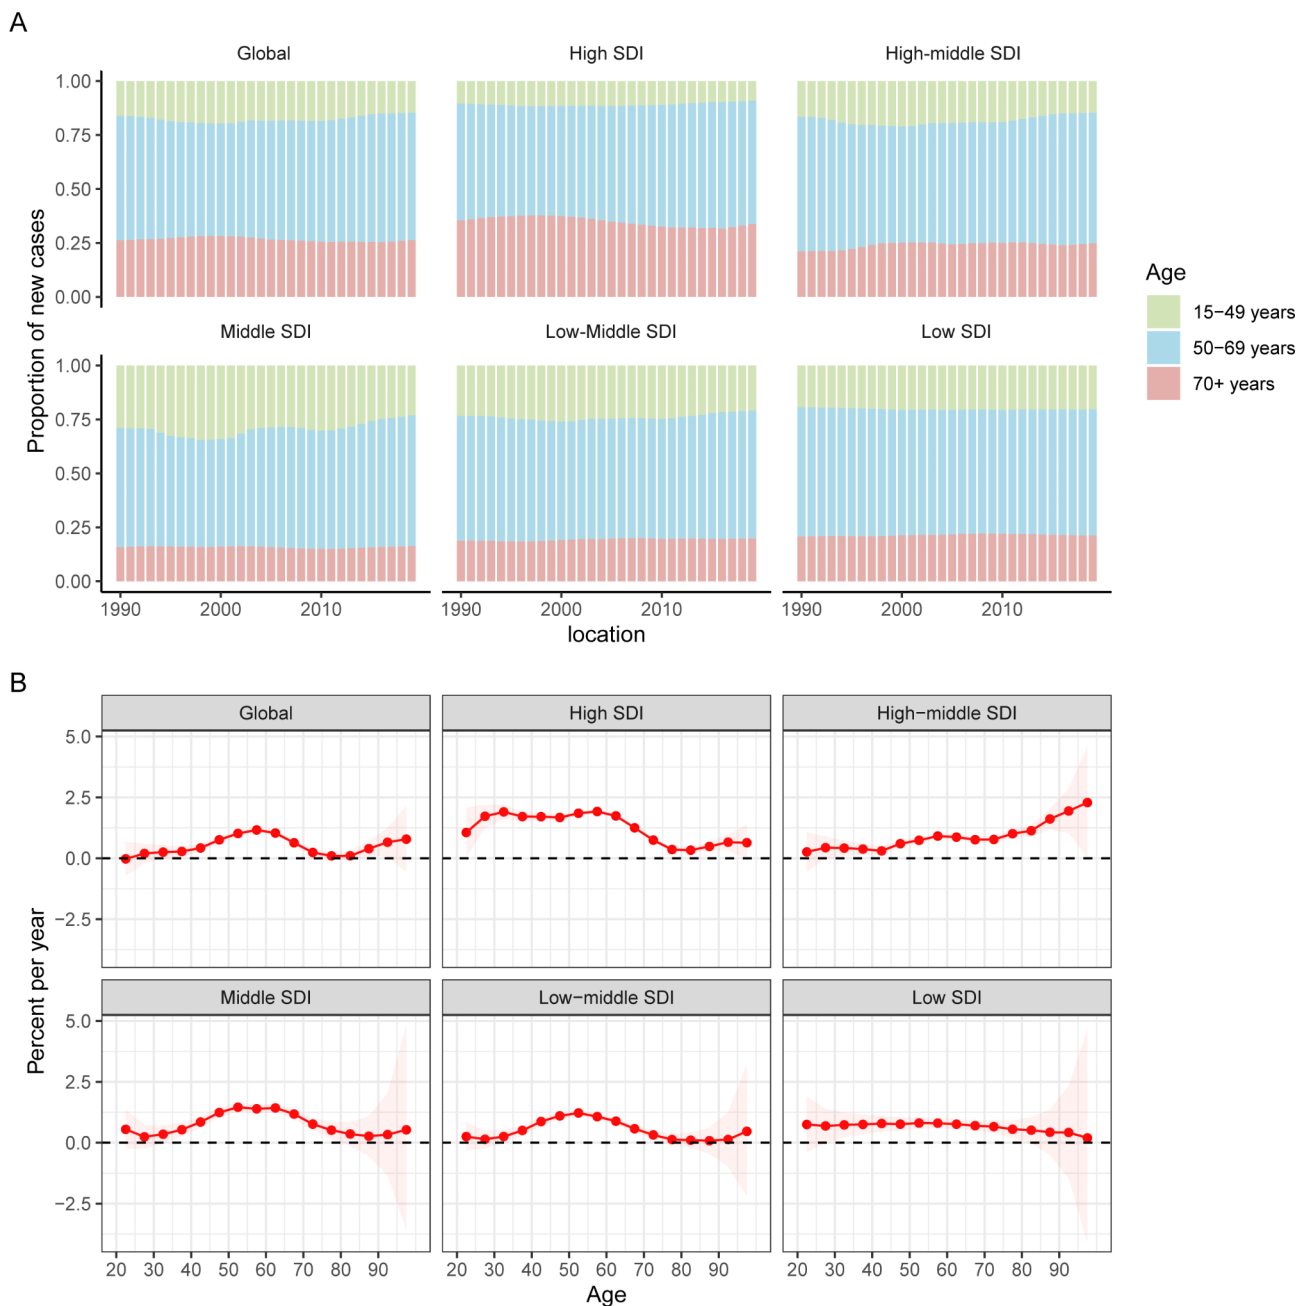 A
Global
High SDI
High-middle SDI
1.00
0.75
0.50
0.25
0.00
Middle SDI
Low-Middle SDI
Low SDI
1.00
0.75
0.50
0.25
0.00
Proportion of new cases
1990 2000 2010
1990 2000 2010
1990 2000 2010
location
Age
15−49 years
50−69 years
70+ years
B
Global
High SDI
High−middle SDI
5.0
2.5
0.0
−2.5
Middle SDI
Low−middle SDI
Low SDI
5.0
2.5
0.0
−2.5
Percent per year
20 30 40 50 60 70 80 90
20 30 40 50 60 70 80 90
20 30 40 50 60 70 80 90
Age